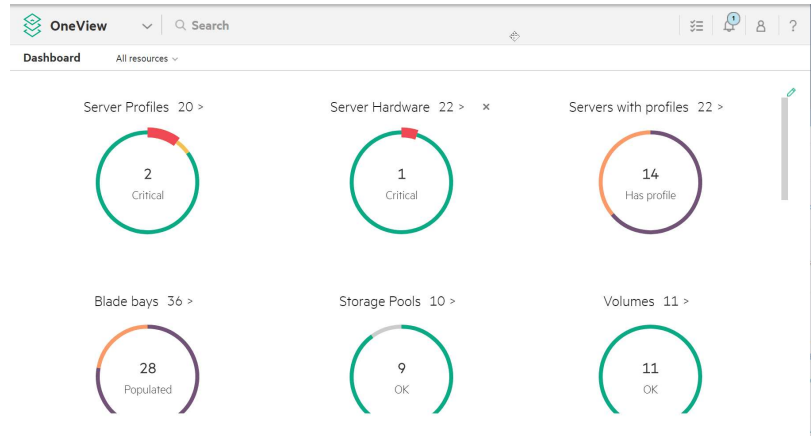 OneView
Search
1
?
Dashboard
All resources
Server Profiles 20 >
Server Hardware 22 > ×
Servers with profiles 22 >
2
Critical
1
Critical
14
Has profile
Blade bays 36 >
Storage Pools 10 >
Volumes 11 >
28
Populated
9
OK
11
OK